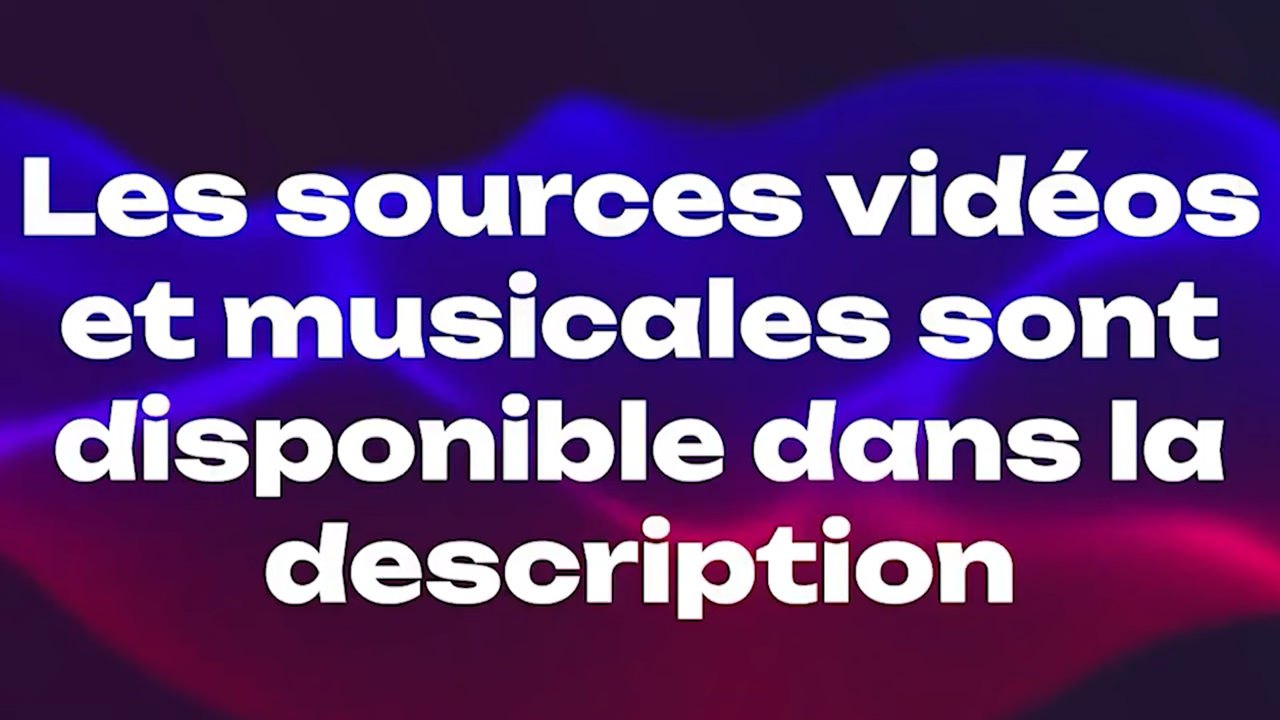 Les sources vidéos
et musicales sont
disponible dans la
description